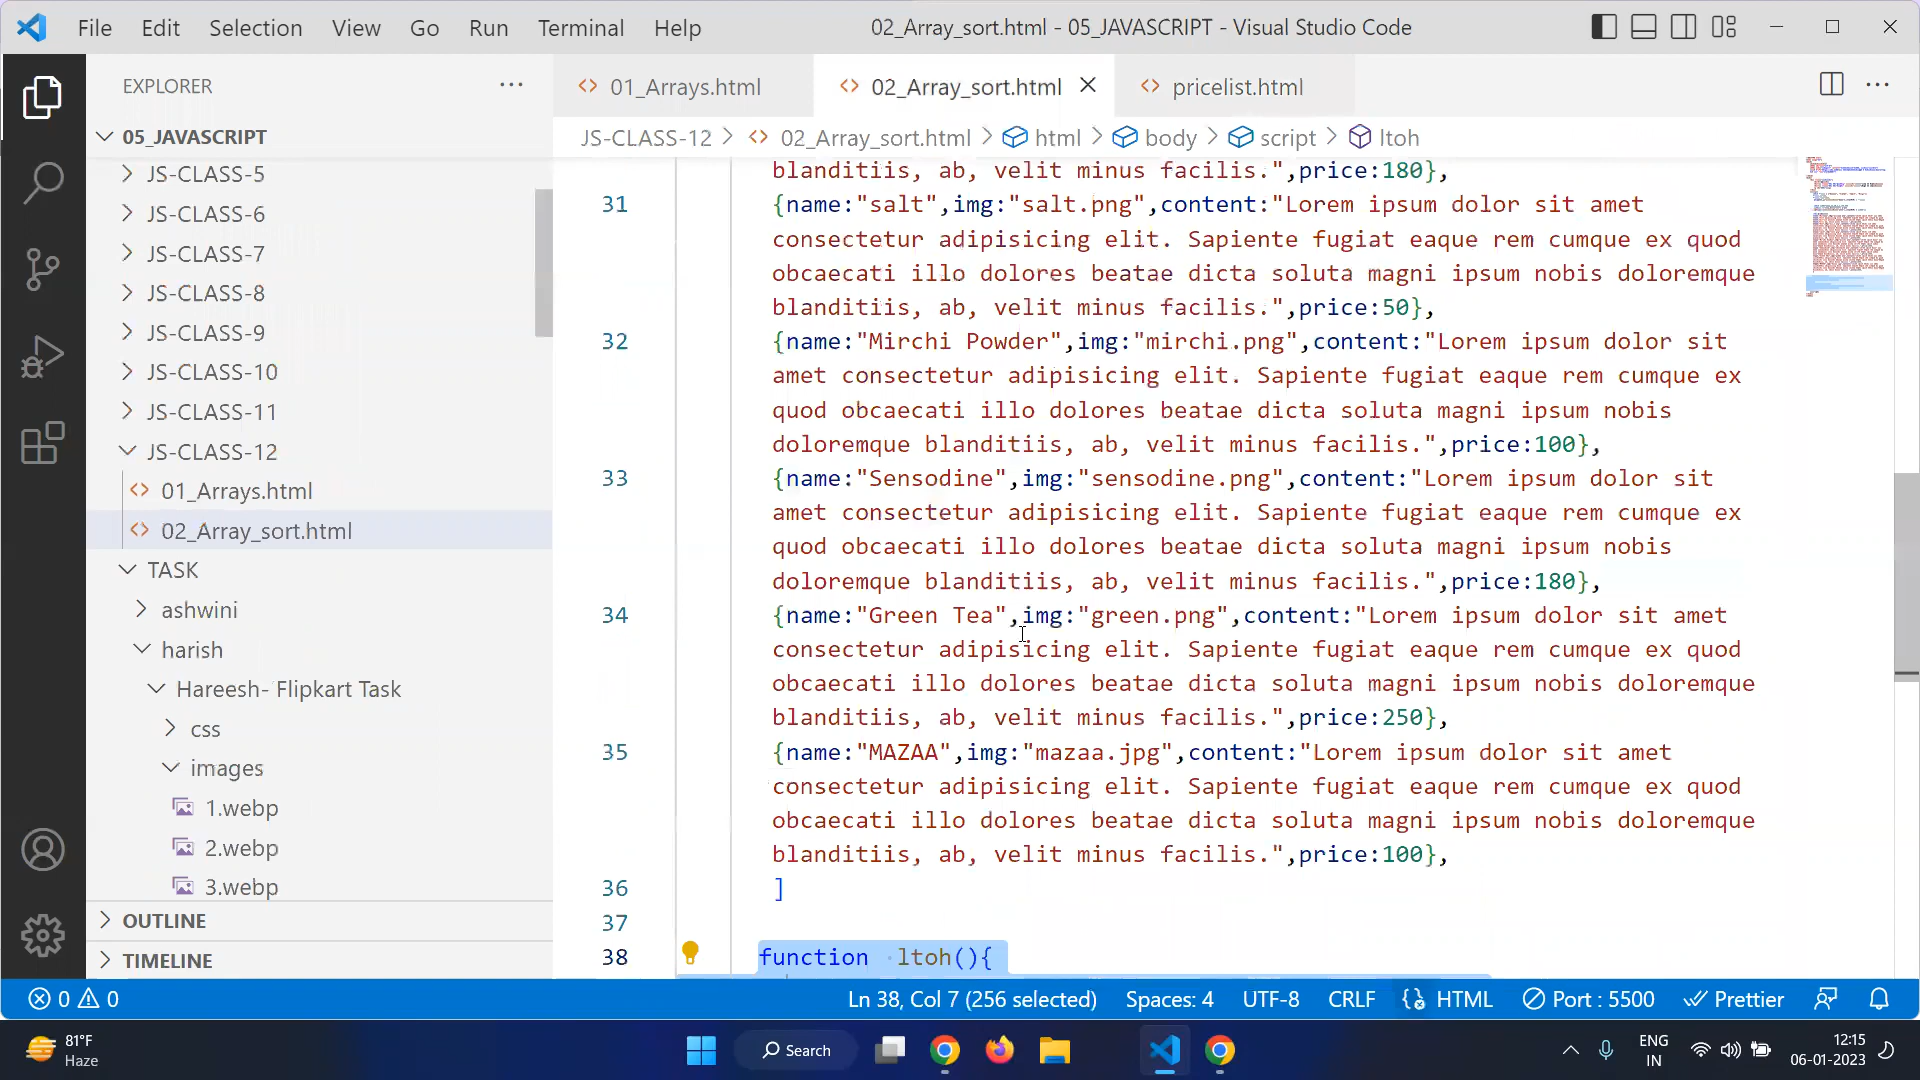 File Edit Selection View Go Run Terminal Help
02_Array_sort.html - 05_JAVASCRIPT - Visual Studio Code
EXPLORER
01_Arrays.html
02_Array_sort.html
pricelist.html
JS-CLASS-12 > 02_Array_sort.html > html > body > script > ltoh
05_JAVASCRIPT
JS-CLASS-5
JS-CLASS-6
JS-CLASS-7
JS-CLASS-8
JS-CLASS-9
JS-CLASS-10
JS-CLASS-11
JS-CLASS-12
01_Arrays.html
02_Array_sort.html
TASK
ashwini
harish
Hareesh- Flipkart Task
css
images
1.webp
2.webp
3.webp
OUTLINE
TIMELINE
blanditiis, ab, velit minus facilis.",price:180},
31 {name:"salt",img:"salt.png",content:"Lorem ipsum dolor sit amet
consectetur adipisicing elit. Sapiente fugiat eaque rem cumque ex quod
obcaecati illo dolores beatae dicta soluta magni ipsum nobis doloremque
blanditiis, ab, velit minus facilis.",price:50},
32 {name:"Mirchi Powder",img:"mirchi.png",content:"Lorem ipsum dolor sit
amet consectetur adipisicing elit. Sapiente fugiat eaque rem cumque ex
quod obcaecati illo dolores beatae dicta soluta magni ipsum nobis
doloremque blanditiis, ab, velit minus facilis.",price:100},
33 {name:"Sensodine",img:"sensodine.png",content:"Lorem ipsum dolor sit
amet consectetur adipisicing elit. Sapiente fugiat eaque rem cumque ex
quod obcaecati illo dolores beatae dicta soluta magni ipsum nobis
doloremque blanditiis, ab, velit minus facilis.",price:180},
34 {name:"Green Tea",img:"green.png",content:"Lorem ipsum dolor sit amet
consectetur adipisicing elit. Sapiente fugiat eaque rem cumque ex quod
obcaecati illo dolores beatae dicta soluta magni ipsum nobis doloremque
blanditiis, ab, velit minus facilis.",price:250},
35 {name:"MAZAA",img:"mazaa.jpg",content:"Lorem ipsum dolor sit amet
consectetur adipisicing elit. Sapiente fugiat eaque rem cumque ex quod
obcaecati illo dolores beatae dicta soluta magni ipsum nobis doloremque
blanditiis, ab, velit minus facilis.",price:100},
36 ]
37
38 function ltoh(){
0 0 Ln 38, Col 7 (256 selected) Spaces: 4 UTF-8 CRLF HTML Port : 5500 Prettier
81°F
Haze
Search
ENG
IN
12:15
06-01-2023